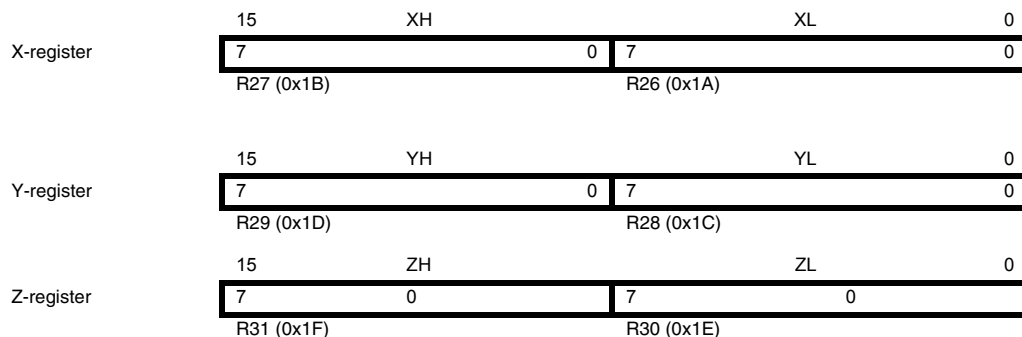 15 XH XL 0
X-register 7 0 7 0
R27 (0x1B) R26 (0x1A)
15 YH YL 0
Y-register 7 0 7 0
R29 (0x1D) R28 (0x1C)
15 ZH ZL 0
Z-register 7 0 7 0
R31 (0x1F) R30 (0x1E)